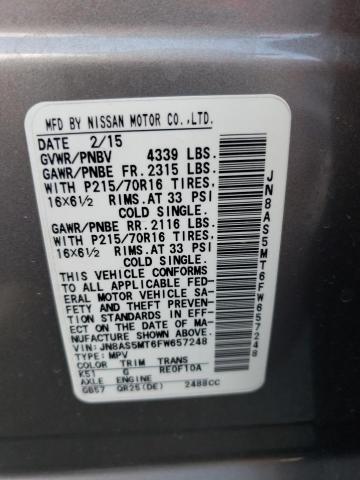 MFD BY NISSAN MOTOR CO.,LTD.
DATE 2/15
GVWR/PNBV 4339 LBS.
GAWR/PNBE FR. 2315 LBS.
WITH P215/70R16 TIRES,
16X6½ RIMS.AT 33 PSI
COLD SINGLE.
GAWR/PNBE RR. 2116 LBS.
WITH P215/70R16 TIRES,
16X6½ RIMS.AT 33 PSI
COLD SINGLE.
THIS VEHICLE CONFORMS
TO ALL APPLICABLE FED-
ERAL MOTOR VEHICLE SA-
FETY AND THEFT PREVENT-
ION STANDARDS IN EFF-
ECT ON THE DATE OF MA-
NUFACTURE SHOWN ABOVE
VIN: JN8AS5MT6FW657248
TYPE: MPV
COLOR TRIM TRANS
K51 G RE0F10A
AXLE ENGINE
GB57 QR25(DE) 2488CC
JN8AS5MT6FW657248